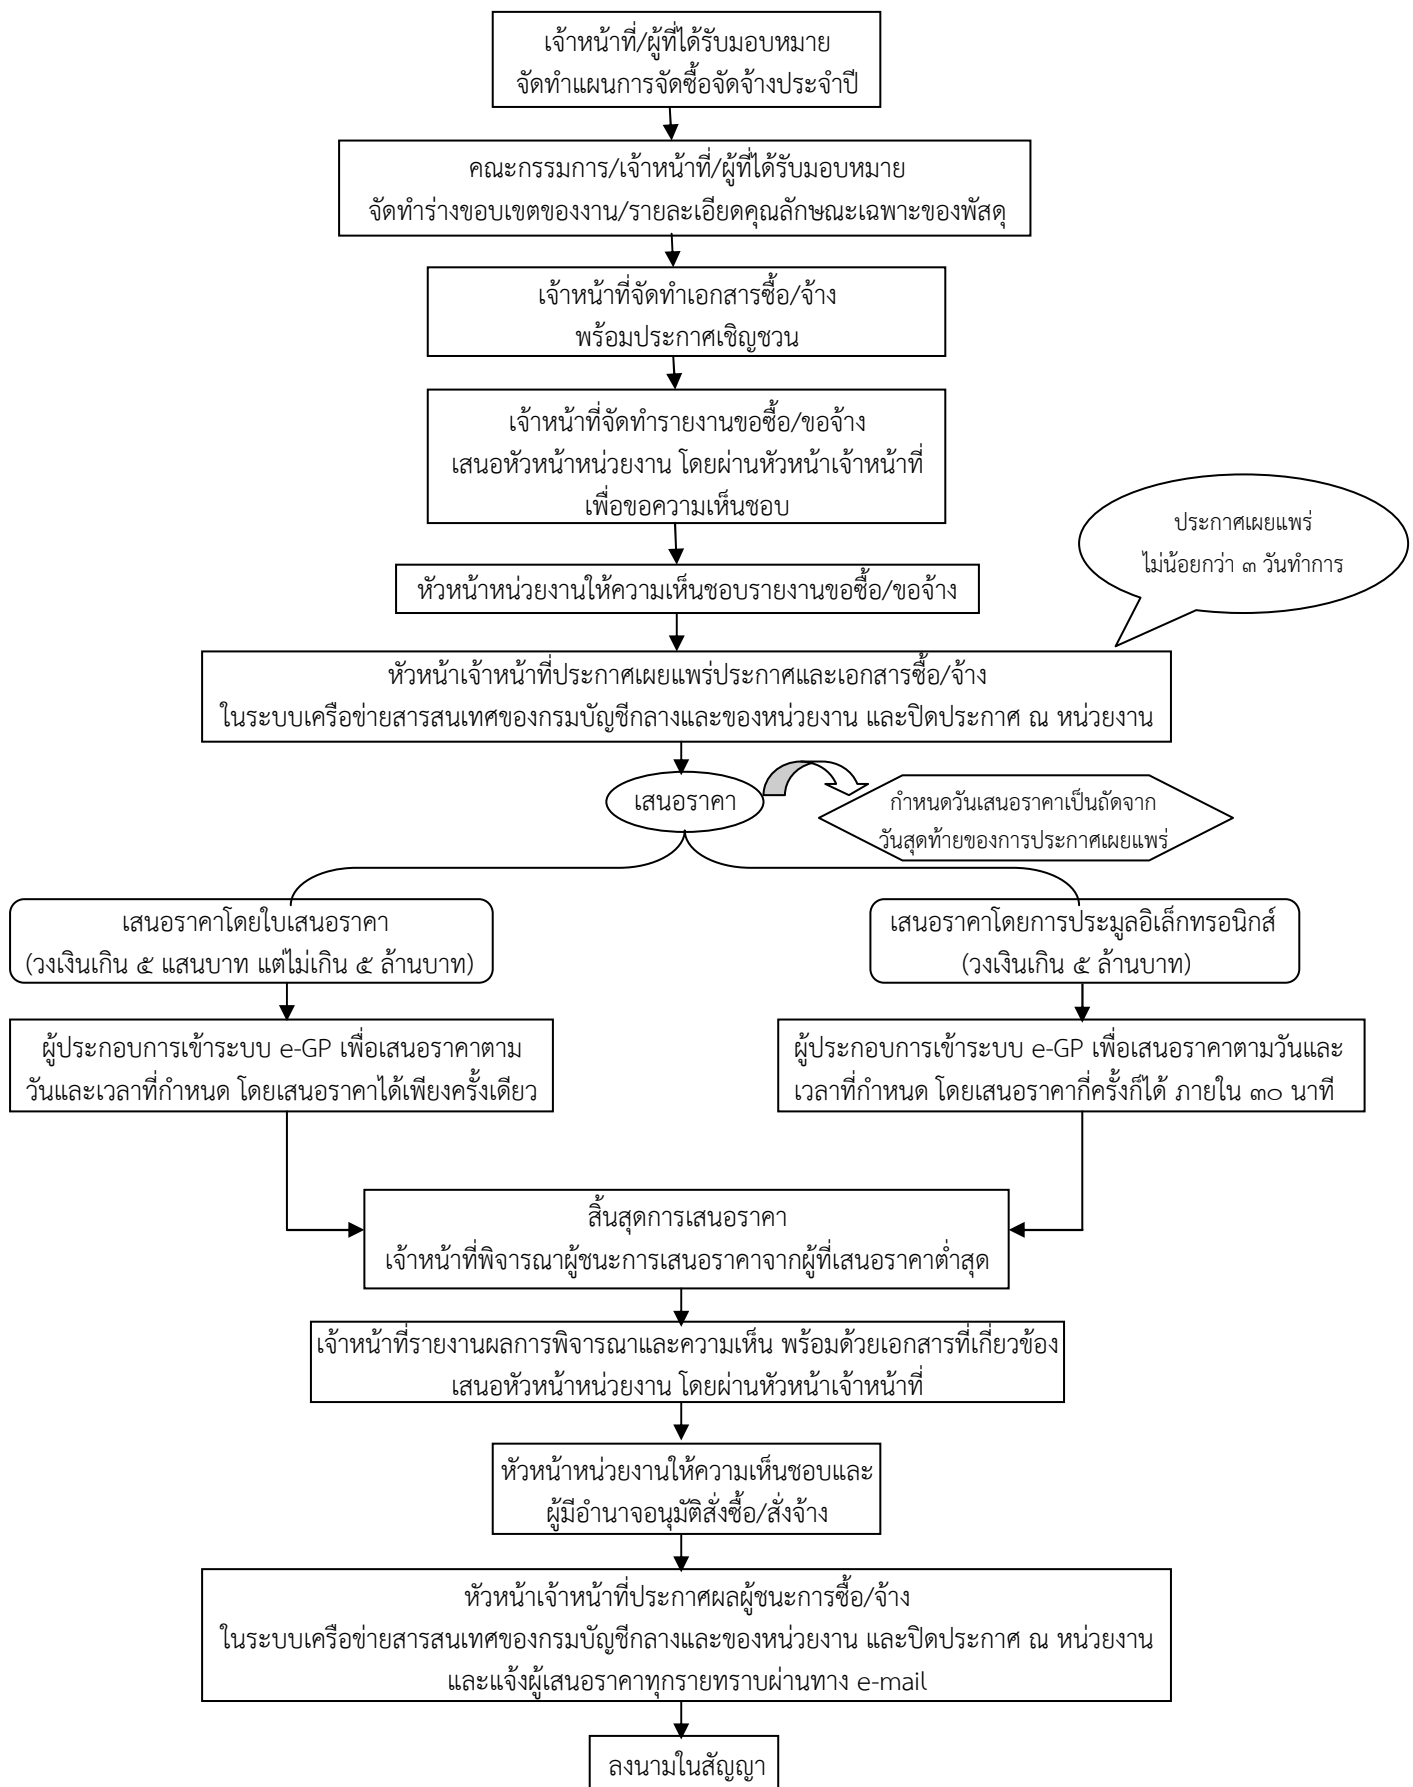 เจ้าหน้าที่/ผู้ที่ได้รับมอบหมาย
จัดทำแผนการจัดซื้อจัดจ้างประจำปี
คณะกรรมการ/เจ้าหน้าที่/ผู้ที่ได้รับมอบหมาย
จัดทำร่างขอบเขตของงาน/รายละเอียดคุณลักษณะเฉพาะของพัสดุ
เจ้าหน้าที่จัดทำเอกสารซื้อ/จ้าง
พร้อมประกาศเชิญชวน
เจ้าหน้าที่จัดทำรายงานขอซื้อ/ขอจ้าง
เสนอหัวหน้าหน่วยงาน โดยผ่านหัวหน้าเจ้าหน้าที่
เพื่อขอความเห็นชอบ
ประกาศเผยแพร่
ไม่น้อยกว่า ๓ วันทำการ
หัวหน้าหน่วยงานให้ความเห็นชอบรายงานขอซื้อ/ขอจ้าง
หัวหน้าเจ้าหน้าที่ประกาศเผยแพร่ประกาศและเอกสารซื้อ/จ้าง
ในระบบเครือข่ายสารสนเทศของกรมบัญชีกลางและของหน่วยงาน และปิดประกาศ ณ หน่วยงาน
เสนอราคา
กำหนดวันเสนอราคาเป็นถัดจาก
วันสุดท้ายของการประกาศเผยแพร่
เสนอราคาโดยใบเสนอราคา
(วงเงินเกิน ๕ แสนบาท แต่ไม่เกิน ๕ ล้านบาท)
เสนอราคาโดยการประมูลอิเล็กทรอนิกส์
(วงเงินเกิน ๕ ล้านบาท)
ผู้ประกอบการเข้าระบบ e-GP เพื่อเสนอราคาตาม
วันและเวลาที่กำหนด โดยเสนอราคาได้เพียงครั้งเดียว
ผู้ประกอบการเข้าระบบ e-GP เพื่อเสนอราคาตามวันและ
เวลาที่กำหนด โดยเสนอราคากี่ครั้งก็ได้ ภายใน ๓๐ นาที
สิ้นสุดการเสนอราคา
เจ้าหน้าที่พิจารณาผู้ชนะการเสนอราคาจากผู้ที่เสนอราคาต่ำสุด
เจ้าหน้าที่รายงานผลการพิจารณาและความเห็น พร้อมด้วยเอกสารที่เกี่ยวข้อง
เสนอหัวหน้าหน่วยงาน โดยผ่านหัวหน้าเจ้าหน้าที่
หัวหน้าหน่วยงานให้ความเห็นชอบและ
ผู้มีอำนาจอนุมัติสั่งซื้อ/สั่งจ้าง
หัวหน้าเจ้าหน้าที่ประกาศผลผู้ชนะการซื้อ/จ้าง
ในระบบเครือข่ายสารสนเทศของกรมบัญชีกลางและของหน่วยงาน และปิดประกาศ ณ หน่วยงาน
และแจ้งผู้เสนอราคาทุกรายทราบผ่านทาง e-mail
ลงนามในสัญญา